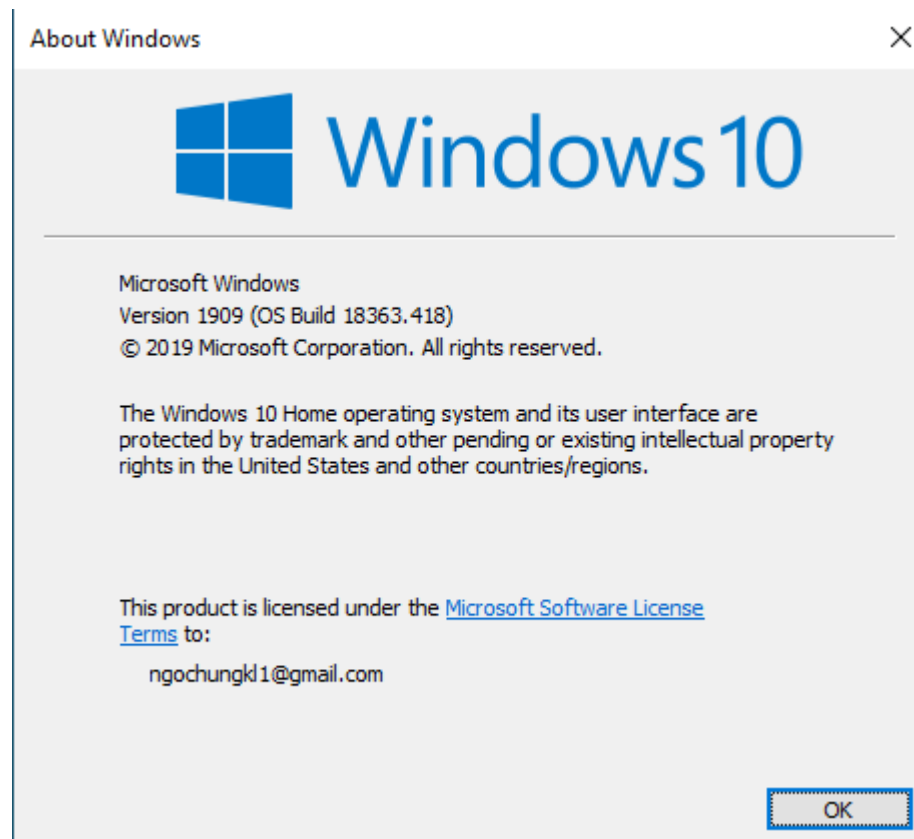 About Windows
Windows 10
Microsoft Windows
Version 1909 (OS Build 18363.418)
© 2019 Microsoft Corporation. All rights reserved.
The Windows 10 Home operating system and its user interface are
protected by trademark and other pending or existing intellectual property
rights in the United States and other countries/regions.
This product is licensed under the Microsoft Software License
Terms to:
ngochungkl1@gmail.com
OK